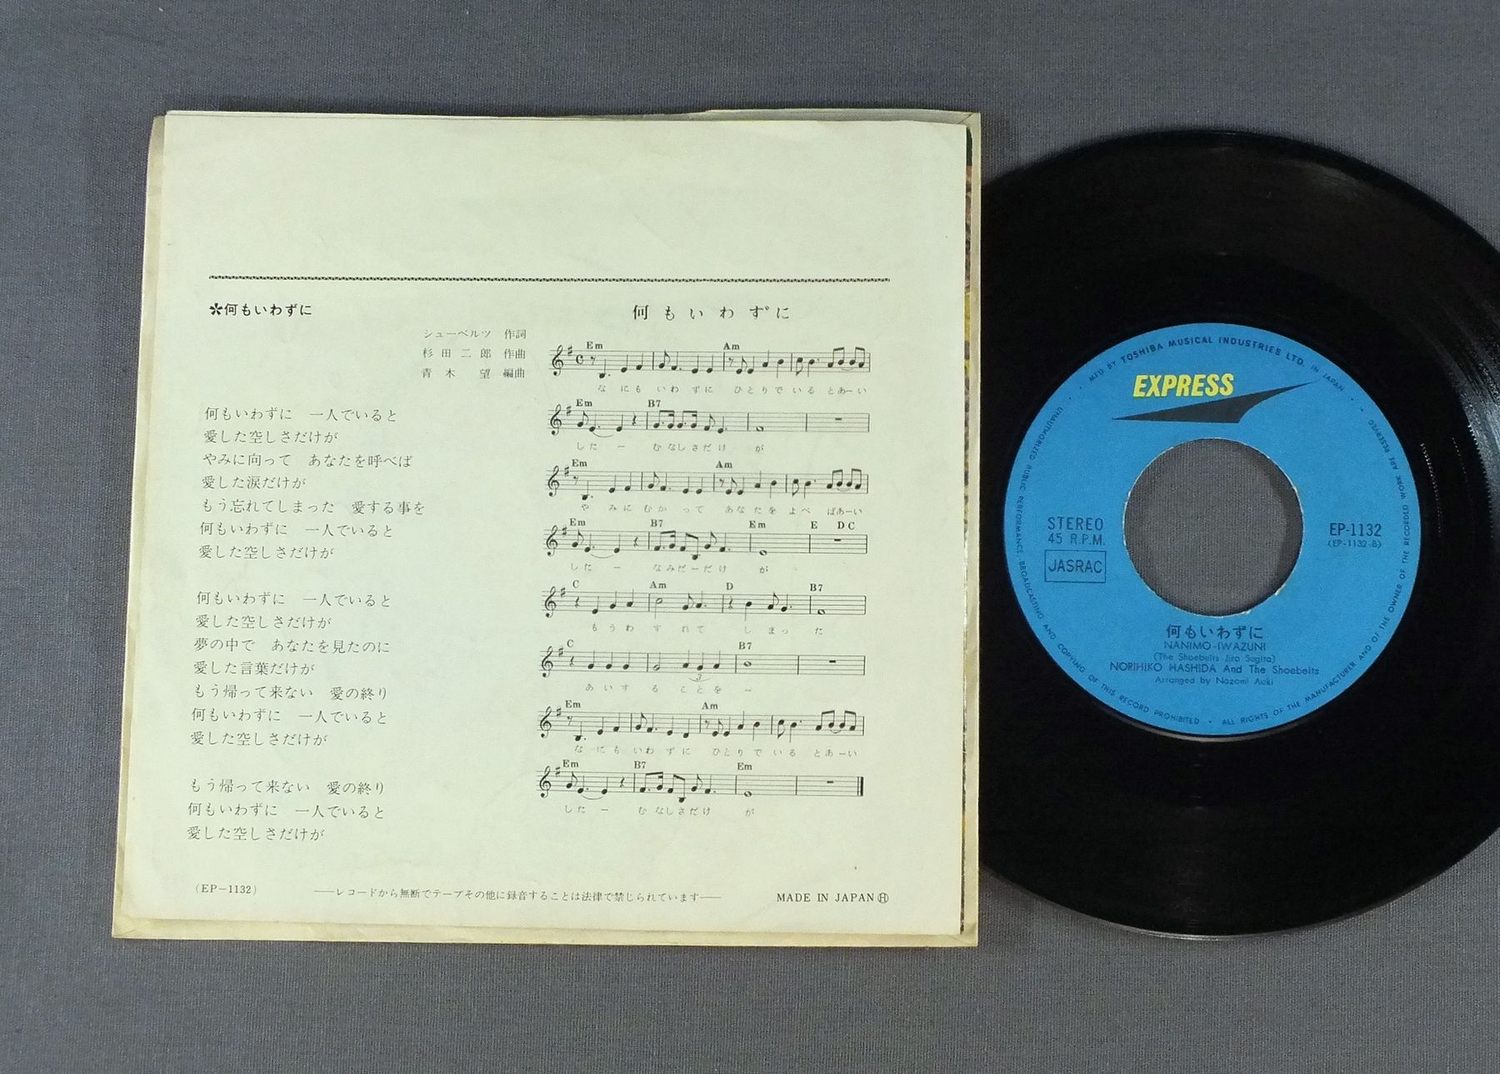 ✲何もいわずに
シューベルツ 作詞
杉田二郎 作曲
青木 望 編曲
何もいわずに 一人でいると
愛した空しさだけが
やみに向って あなたを呼べば
愛した涙だけが
もう忘れてしまった 愛する事を
何もいわずに 一人でいると
愛した空しさだけが
何もいわずに 一人でいると
愛した空しさだけが
夢の中で あなたを見たのに
愛した言葉だけが
もう帰って来ない 愛の終り
何もいわずに 一人でいると
愛した空しさだけが
もう帰って来ない 愛の終り
何もいわずに 一人でいると
愛した空しさだけが
何もいわずに
Em Am
なにも いわ ずに ひとりでいる とあーい
Em B7
した ー むなしさだけ が
Em Am
や みに むか って あなたを よべ ばあーい
Em B7 Em E DC
した ー なみだーだけ が
C Am D B7
もうわ すれて しまった
C B7
あいす る ことを ー
Em Am
なにも いわ ずに ひとりでいる とあーい
Em B7 Em
した ー むなしさだけ が
(EP-1132)
——レコードから無断でテープその他に録音することは法律で禁じられています——
MADE IN JAPAN Ⓗ
MF'D BY TOSHIBA MUSICAL INDUSTRIES LTD. IN JAPAN
EXPRESS
STEREO
45 R.P.M.
JASRAC
EP-1132
(EP-1132-B)
何もいわずに
NANIMO-IWAZUNI
(The Shoebelts Jiro Sugita)
NORIHIKO HASHIDA And The Shoebelts
Arranged by Nozomi Aoki
UNAUTHORIZED PUBLIC PERFORMANCE, BROADCASTING AND COPYING OF THIS RECORD PROHIBITED • ALL RIGHTS OF THE MANUFACTURER AND OF THE OWNER OF THE RECORDED WORK ARE RESERVED